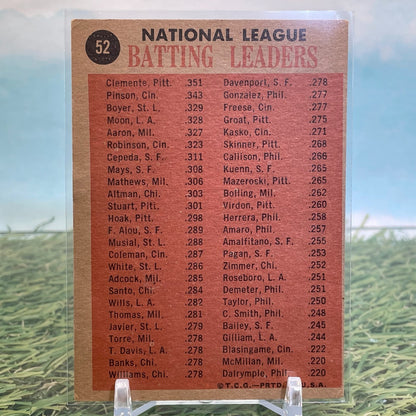 52
NATIONAL LEAGUE
BATTING LEADERS
Clemente, Pitt. .351 Davenport, S. F. .278
Pinson, Cin. .343 Gonzalez, Phil. .277
Boyer, St. L. .329 Freese, Cin. .277
Moon, L. A. .328 Groat, Pitt. .275
Aaron, Mil. .327 Kasko, Cin. .271
Robinson, Cin. .323 Skinner, Pitt. .268
Cepeda, S. F. .311 Callison, Phil. .266
Mays, S. F. .308 Kuenn, S. F. .265
Mathews, Mil. .306 Mazeroski, Pitt. .265
Altman, Chi. .303 Bolling, Mil. .262
Stuart, Pitt. .301 Virdon, Pitt. .260
Hoak, Pitt. .298 Herrera, Phil. .258
F. Alou, S. F. .289 Amaro, Phil. .257
Musial, St. L. .288 Amalfitano, S. F. .255
Coleman, Cin. .287 Pagan, S. F. .253
White, St. L. .286 Zimmer, Chi. .252
Adcock, Mil. .285 Roseboro, L. A. .251
Santo, Chi. .284 Demeter, Phil. .251
Wills, L. A. .282 Taylor, Phil. .250
Thomas, Mil. .281 C. Smith, Phil. .248
Javier, St. L. .279 Bailey, S. F. .245
Torre, Mil. .278 Gilliam, L. A. .244
T. Davis, L. A. .278 Blasingame, Cin. .222
Banks, Chi. .278 McMillan, Mil. .220
Williams, Chi. .278 Dalrymple, Phil. .220
© T.C.G.—PRTD. U.S.A.